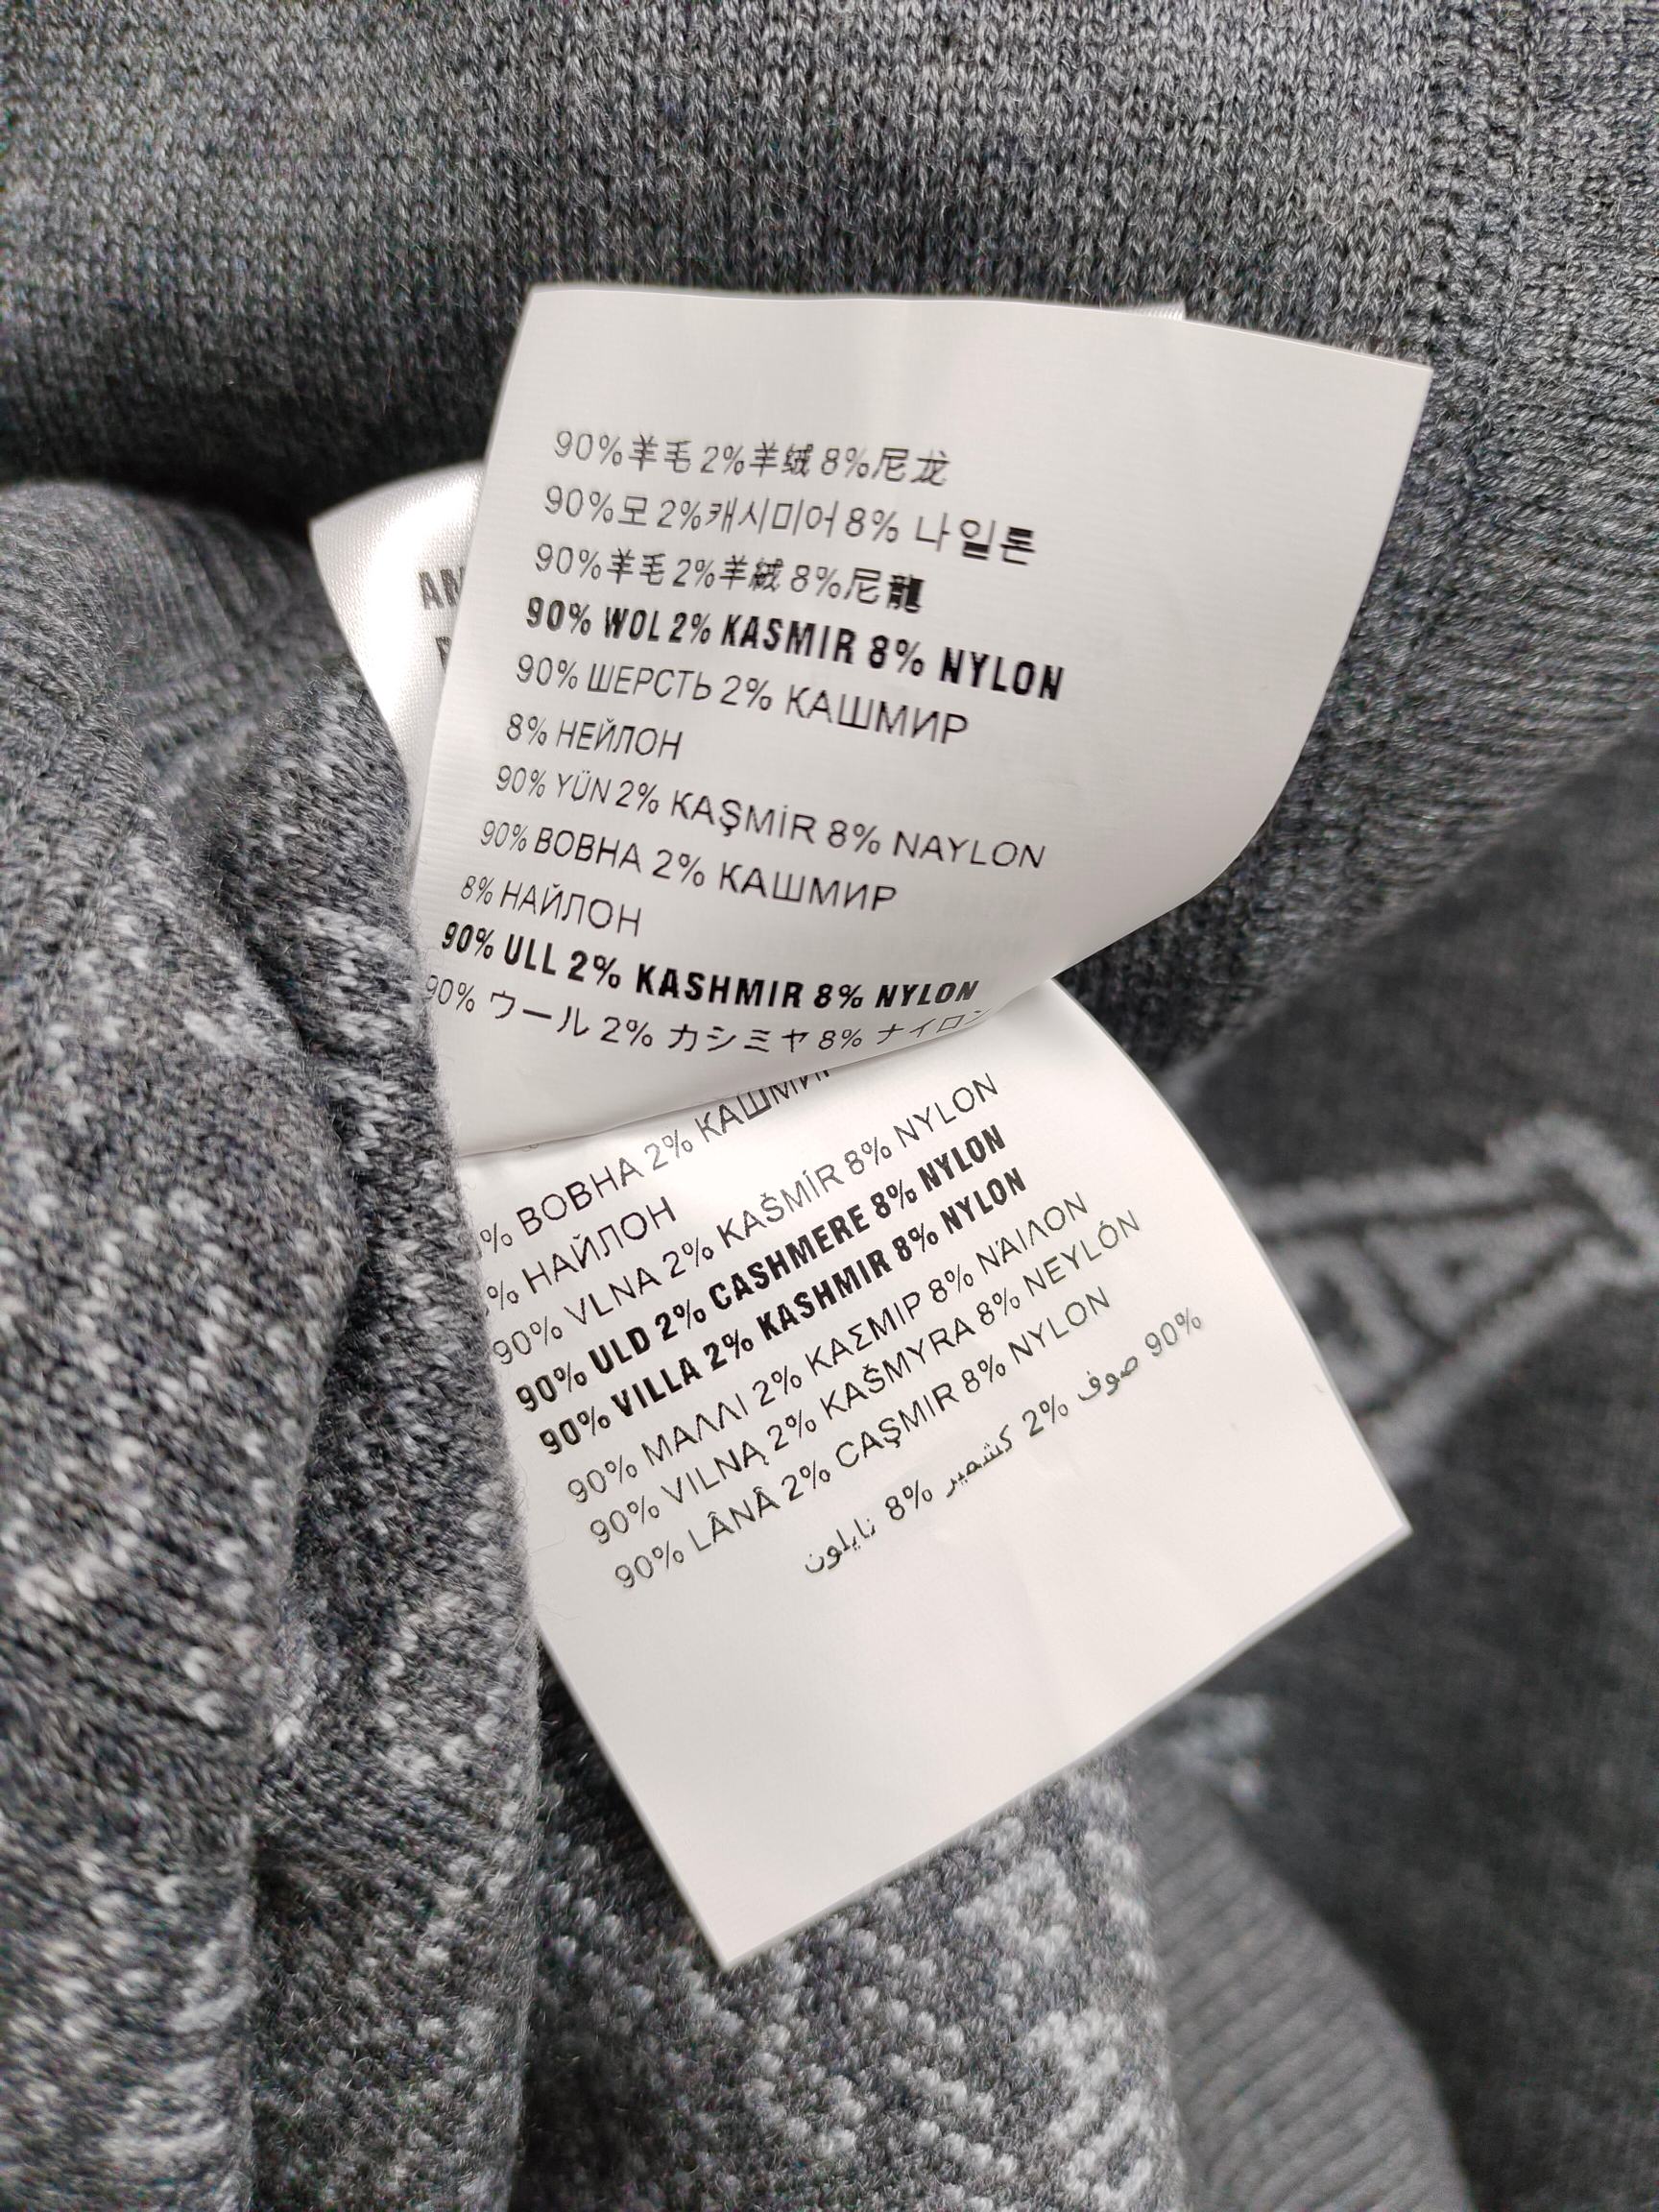 90%羊毛 2%羊绒 8%尼龙
90%모 2%캐시미어 8% 나일론
90%羊毛 2%羊絨 8%尼龍
90% WOL 2% KASMIR 8% NYLON
90% ШЕРСТЬ 2% КАШМИР
8% НЕЙЛОН
90% YÜN 2% KAŞMİR 8% NAYLON
90% ВОВНА 2% КАШМИР
8% НАЙЛОН
90% ULL 2% KASHMIR 8% NYLON
90% ウール 2% カシミヤ 8% ナイロン
% ВОВНА 2% КАШМИР
% НАЙЛОН
90% VLNA 2% KAŠMÍR 8% NYLON
90% ULD 2% CASHMERE 8% NYLON
90% VILLA 2% KASHMIR 8% NYLON
90% ΜΑΛΛΙ 2% ΚΑΣΜΙΡ 8% ΝΑΙΛΟΝ
90% VILNĄ 2% KAŠMYRA 8% NEYLÓN
90% LÂNÂ 2% CAŞMIR 8% NYLON
90% صوف 2% كشمير 8% نايلون